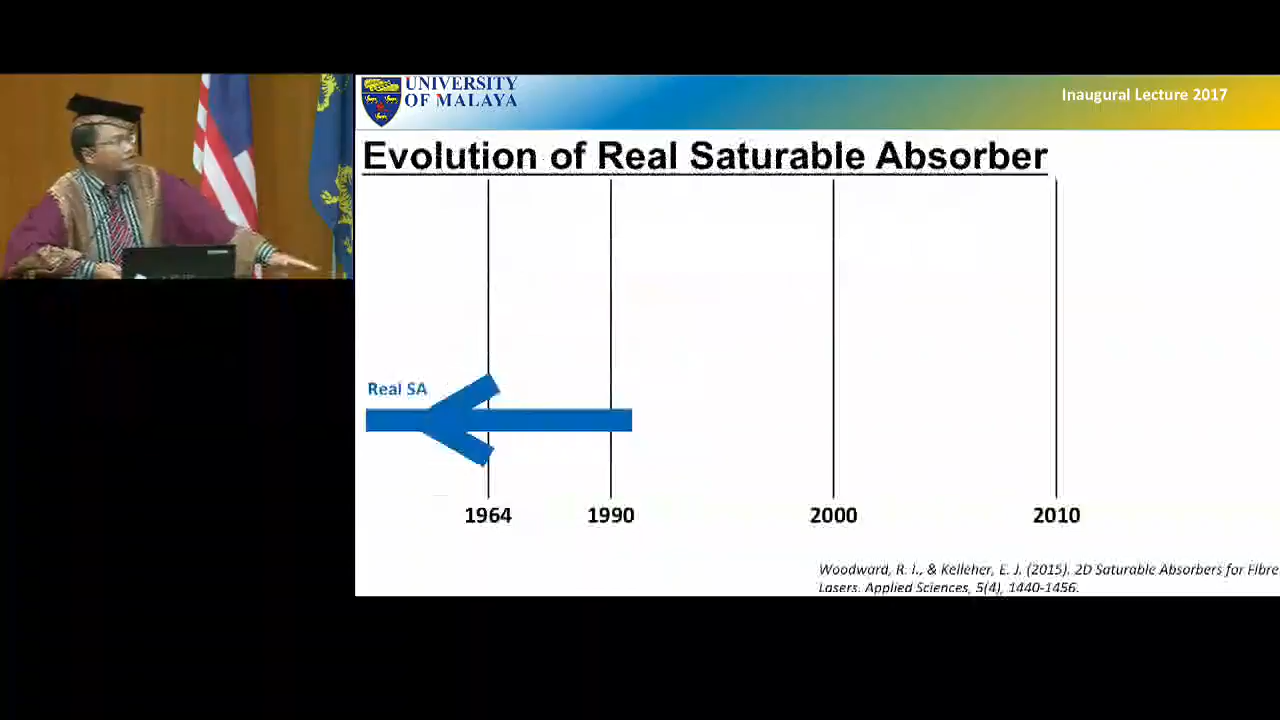 UNIVERSITY
OF MALAYA
Inaugural Lecture 2017
Evolution of Real Saturable Absorber
Real SA
1964 1990 2000 2010
Woodward, R. I., & Kelleher, E. J. (2015). 2D Saturable Absorbers for Fibre
Lasers. Applied Sciences, 5(4), 1440-1456.